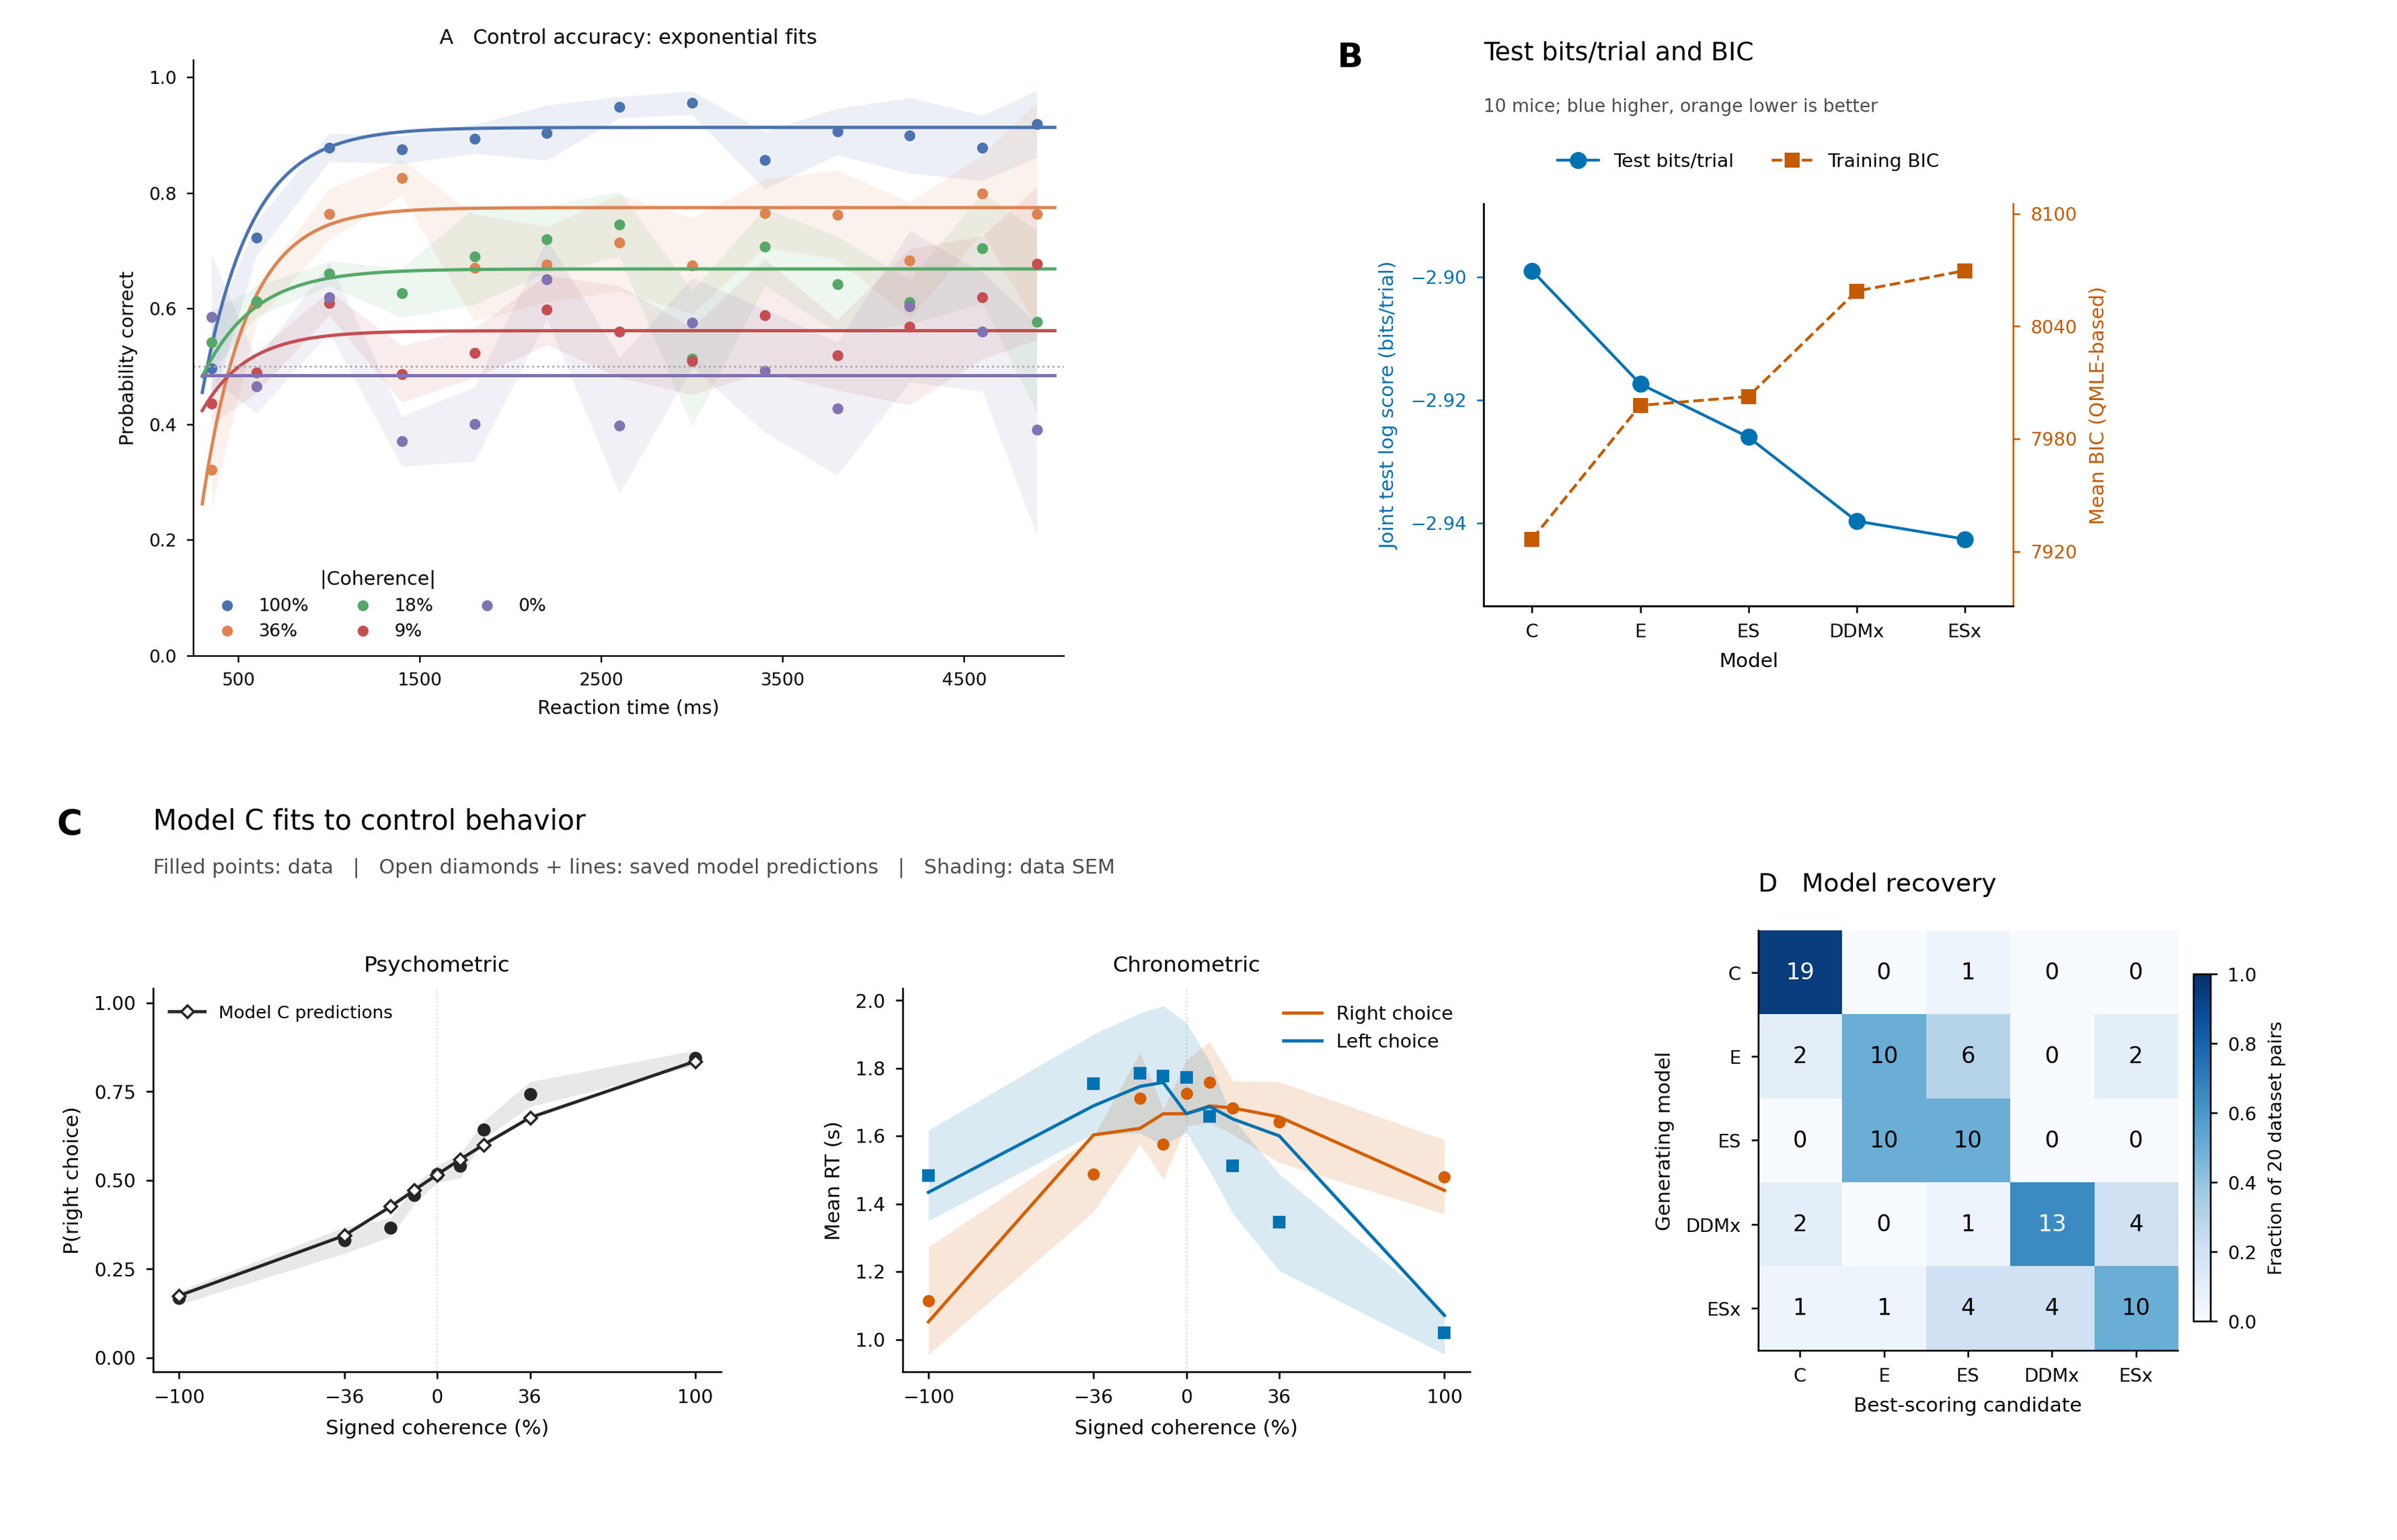 A Control accuracy: exponential fits
1.0
0.8
0.6
0.4
0.2
0.0
Probability correct
|Coherence|
100% 18% 0%
36% 9%
500 1500 2500 3500 4500
Reaction time (ms)
B Test bits/trial and BIC
10 mice; blue higher, orange lower is better
Test bits/trial Training BIC
−2.90
−2.92
−2.94
Joint test log score (bits/trial)
8100
8040
7980
7920
Mean BIC (QMLE-based)
C E ES DDMx ESx
Model
C Model C fits to control behavior
Filled points: data | Open diamonds + lines: saved model predictions | Shading: data SEM
Psychometric
Model C predictions
1.00
0.75
0.50
0.25
0.00
P(right choice)
−100 −36 0 36 100
Signed coherence (%)
Chronometric
Right choice
Left choice
2.0
1.8
1.6
1.4
1.2
1.0
Mean RT (s)
−100 −36 0 36 100
Signed coherence (%)
D Model recovery
Generating model
C 19 0 1 0 0
E 2 10 6 0 2
ES 0 10 10 0 0
DDMx 2 0 1 13 4
ESx 1 1 4 4 10
C E ES DDMx ESx
Best-scoring candidate
1.0
0.8
0.6
0.4
0.2
0.0
Fraction of 20 dataset pairs